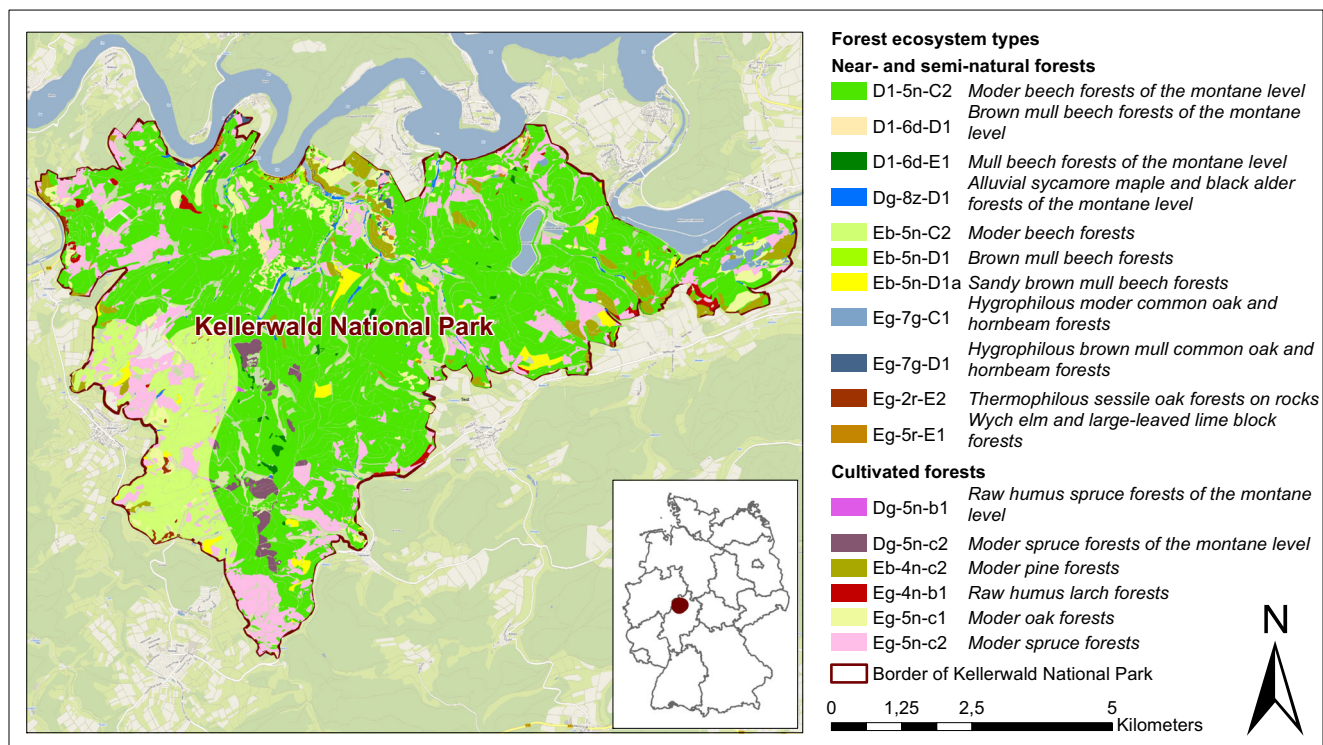 Forest ecosystem types
Near- and semi-natural forests
D1-5n-C2 Moder beech forests of the montane level
D1-6d-D1 Brown mull beech forests of the montane
level
D1-6d-E1 Mull beech forests of the montane level
Dg-8z-D1 Alluvial sycamore maple and black alder
forests of the montane level
Eb-5n-C2 Moder beech forests
Eb-5n-D1 Brown mull beech forests
Eb-5n-D1a Sandy brown mull beech forests
Eg-7g-C1 Hygrophilous moder common oak and
hornbeam forests
Eg-7g-D1 Hygrophilous brown mull common oak and
hornbeam forests
Eg-2r-E2 Thermophilous sessile oak forests on rocks
Eg-5r-E1 Wych elm and large-leaved lime block
forests
Cultivated forests
Dg-5n-b1 Raw humus spruce forests of the montane
level
Dg-5n-c2 Moder spruce forests of the montane level
Eb-4n-c2 Moder pine forests
Eg-4n-b1 Raw humus larch forests
Eg-5n-c1 Moder oak forests
Eg-5n-c2 Moder spruce forests
Border of Kellerwald National Park
0 1,25 2,5 5
Kilometers
N
Kellerwald National Park